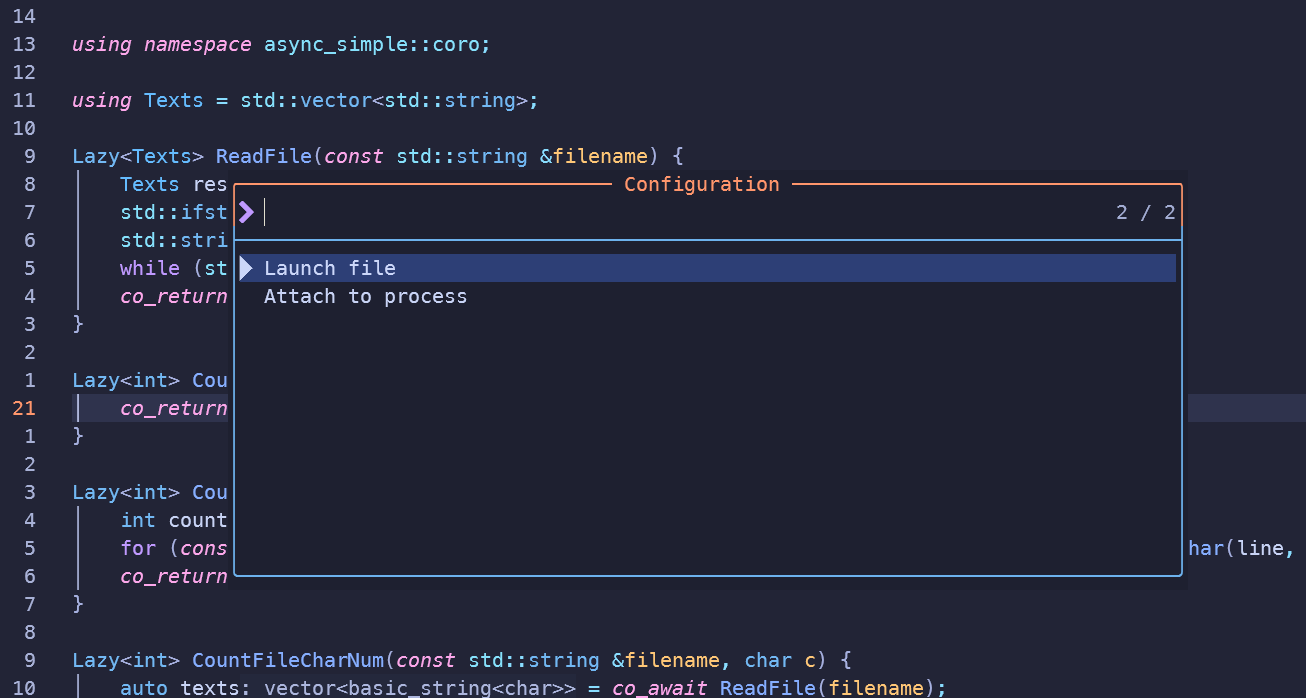 14
13 using namespace async_simple::coro;
12
11 using Texts = std::vector<std::string>;
10
9 Lazy<Texts> ReadFile(const std::string &filename) {
8 Texts res Configuration
7 std::ifst 2 / 2
6 std::stri
5 while (st Launch file
4 co_return Attach to process
3 }
2
1 Lazy<int> Cou
21 co_return
1 }
2
3 Lazy<int> Cou
4 int count
5 for (cons har(line,
6 co_return
7 }
8
9 Lazy<int> CountFileCharNum(const std::string &filename, char c) {
10 auto texts: vector<basic_string<char>> = co_await ReadFile(filename);